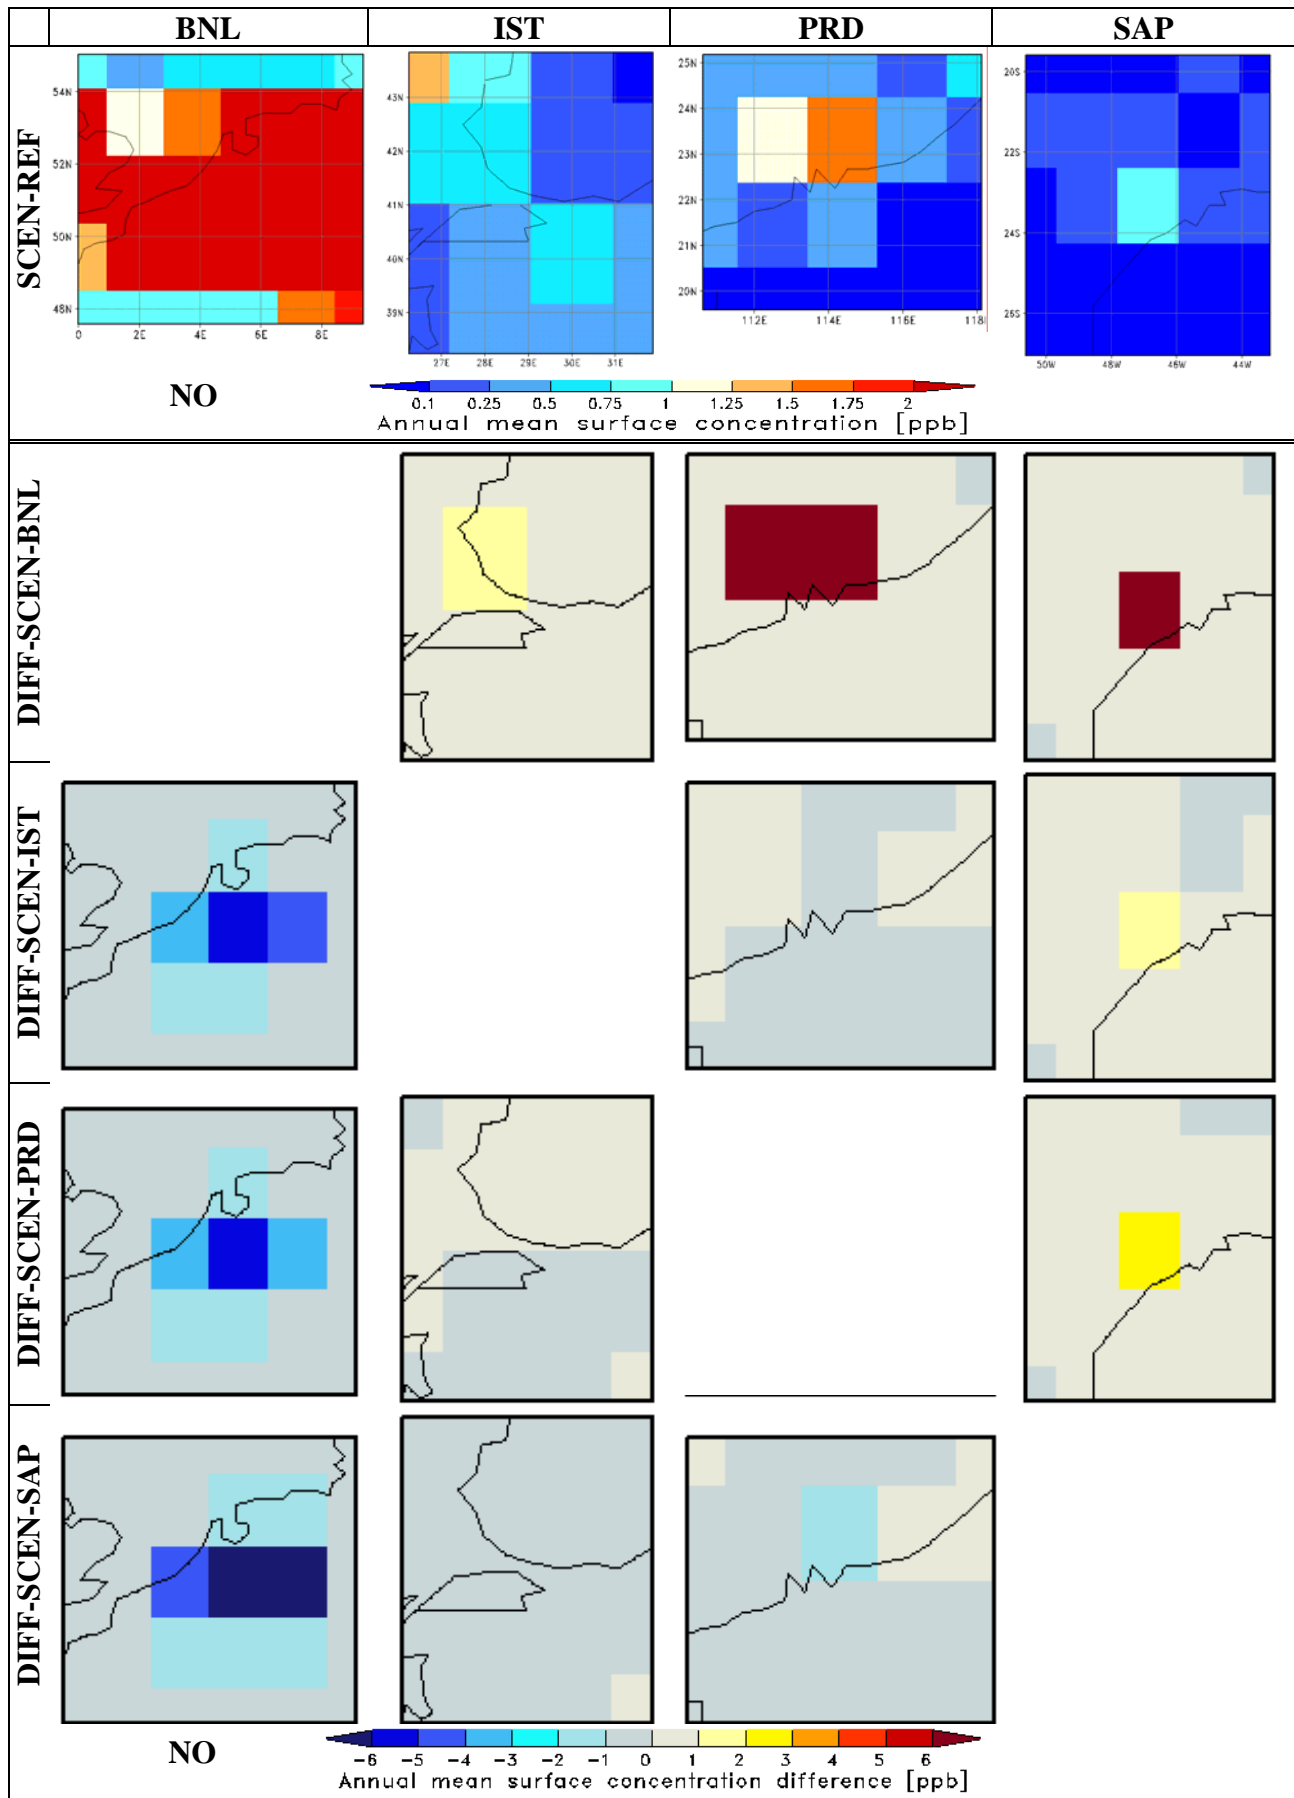 BNL IST PRD SAP
SCEN-REF
54N
52N
50N
48N
0 2E 4E 6E 8E
43N
42N
41N
40N
39N
27E 28E 29E 30E 31E
25N
24N
23N
22N
21N
20N
112E 114E 116E 118
20S
22S
24S
26S
50W 48W 46W 44W
NO
0.1 0.25 0.5 0.75 1 1.25 1.5 1.75 2
Annual mean surface concentration [ppb]
DIFF-SCEN-BNL
DIFF-SCEN-IST
DIFF-SCEN-PRD
DIFF-SCEN-SAP
NO
-6 -5 -4 -3 -2 -1 0 1 2 3 4 5 6
Annual mean surface concentration difference [ppb]